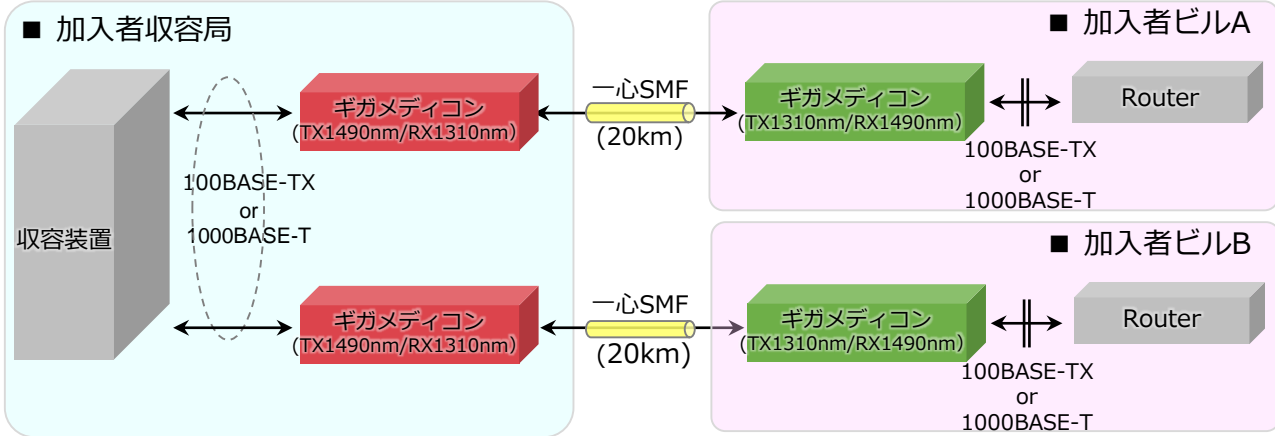 ■ 加入者収容局
収容装置
100BASE-TX
or
1000BASE-T
ギガメディコン
(TX1490nm/RX1310nm)
一心SMF
(20km)
ギガメディコン
(TX1490nm/RX1310nm)
一心SMF
(20km)
■ 加入者ビルA
ギガメディコン
(TX1310nm/RX1490nm)
100BASE-TX
or
1000BASE-T
Router
■ 加入者ビルB
ギガメディコン
(TX1310nm/RX1490nm)
100BASE-TX
or
1000BASE-T
Router